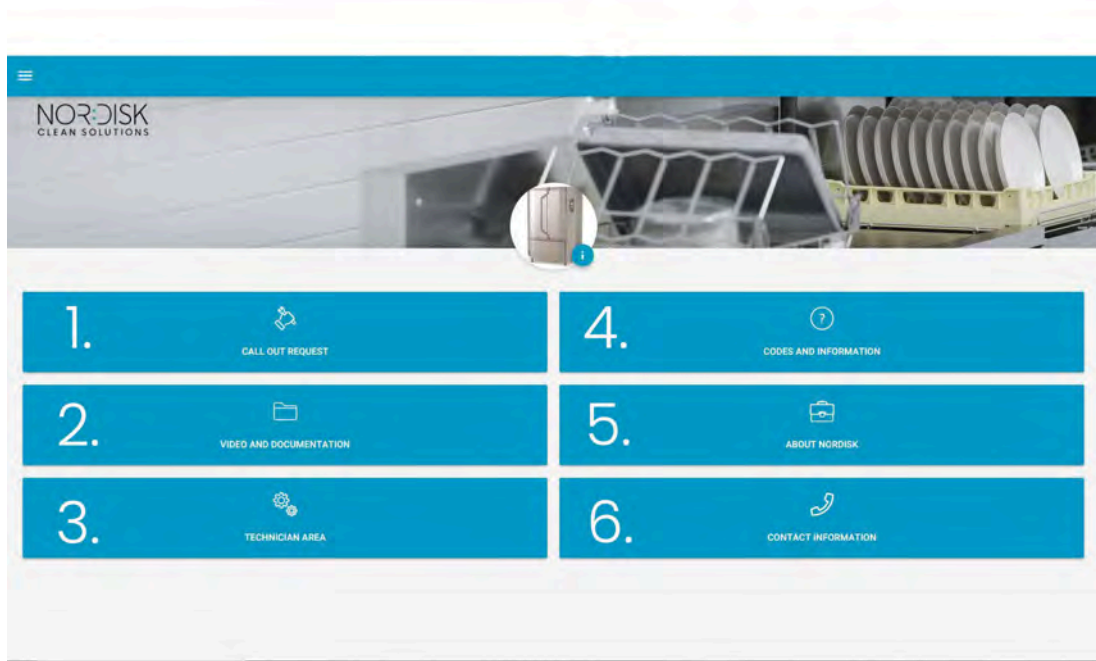 NORDISK
CLEAN SOLUTIONS
i
1.
CALL OUT REQUEST
2.
VIDEO AND DOCUMENTATION
3.
TECHNICIAN AREA
4.
?
CODES AND INFORMATION
5.
ABOUT NORDISK
6.
CONTACT INFORMATION